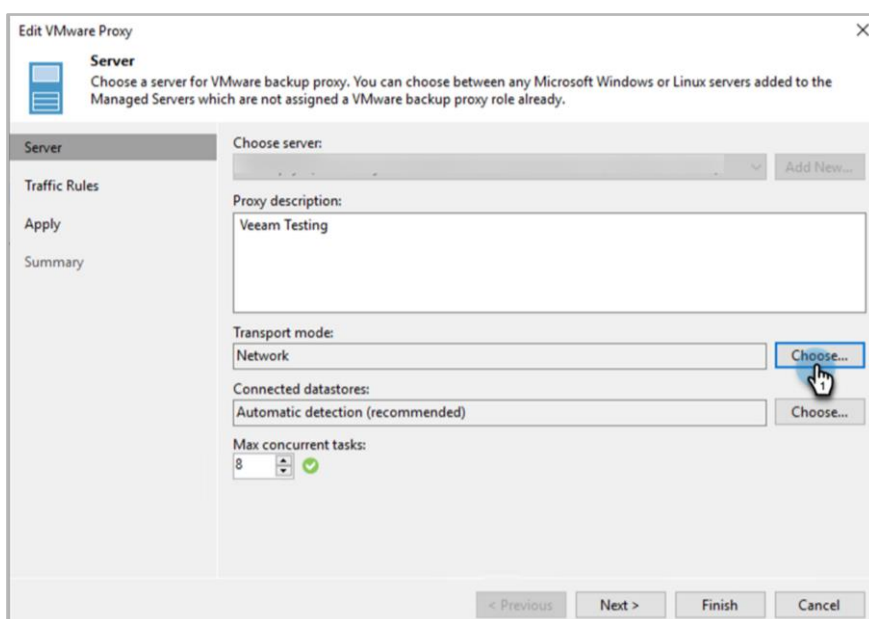 Edit VMware Proxy
Server
Choose a server for VMware backup proxy. You can choose between any Microsoft Windows or Linux servers added to the
Managed Servers which are not assigned a VMware backup proxy role already.
Server
Traffic Rules
Apply
Summary
Choose server:
Add New...
Proxy description:
Veeam Testing
Transport mode:
Network
Choose...
1
Connected datastores:
Automatic detection (recommended)
Choose...
Max concurrent tasks:
8
< Previous
Next >
Finish
Cancel